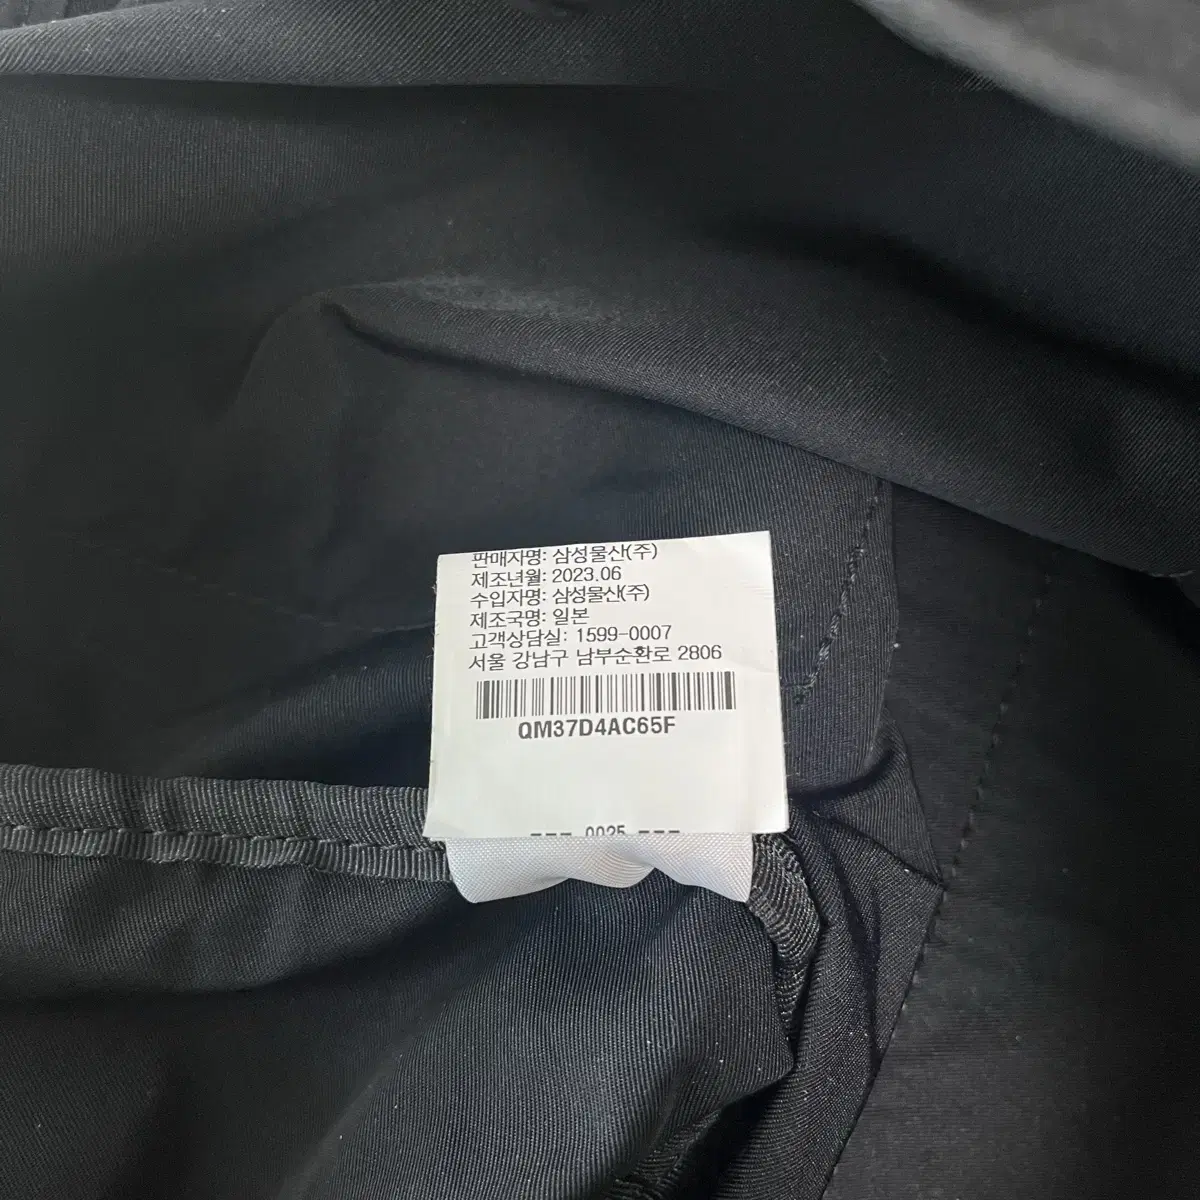 판매자명: 삼성물산(주)
제조년월: 2023.06
수입자명: 삼성물산(주)
제조국명: 일본
고객상담실: 1599-0007
서울 강남구 남부순환로 2806
QM37D4AC65F
--- 0025 ---